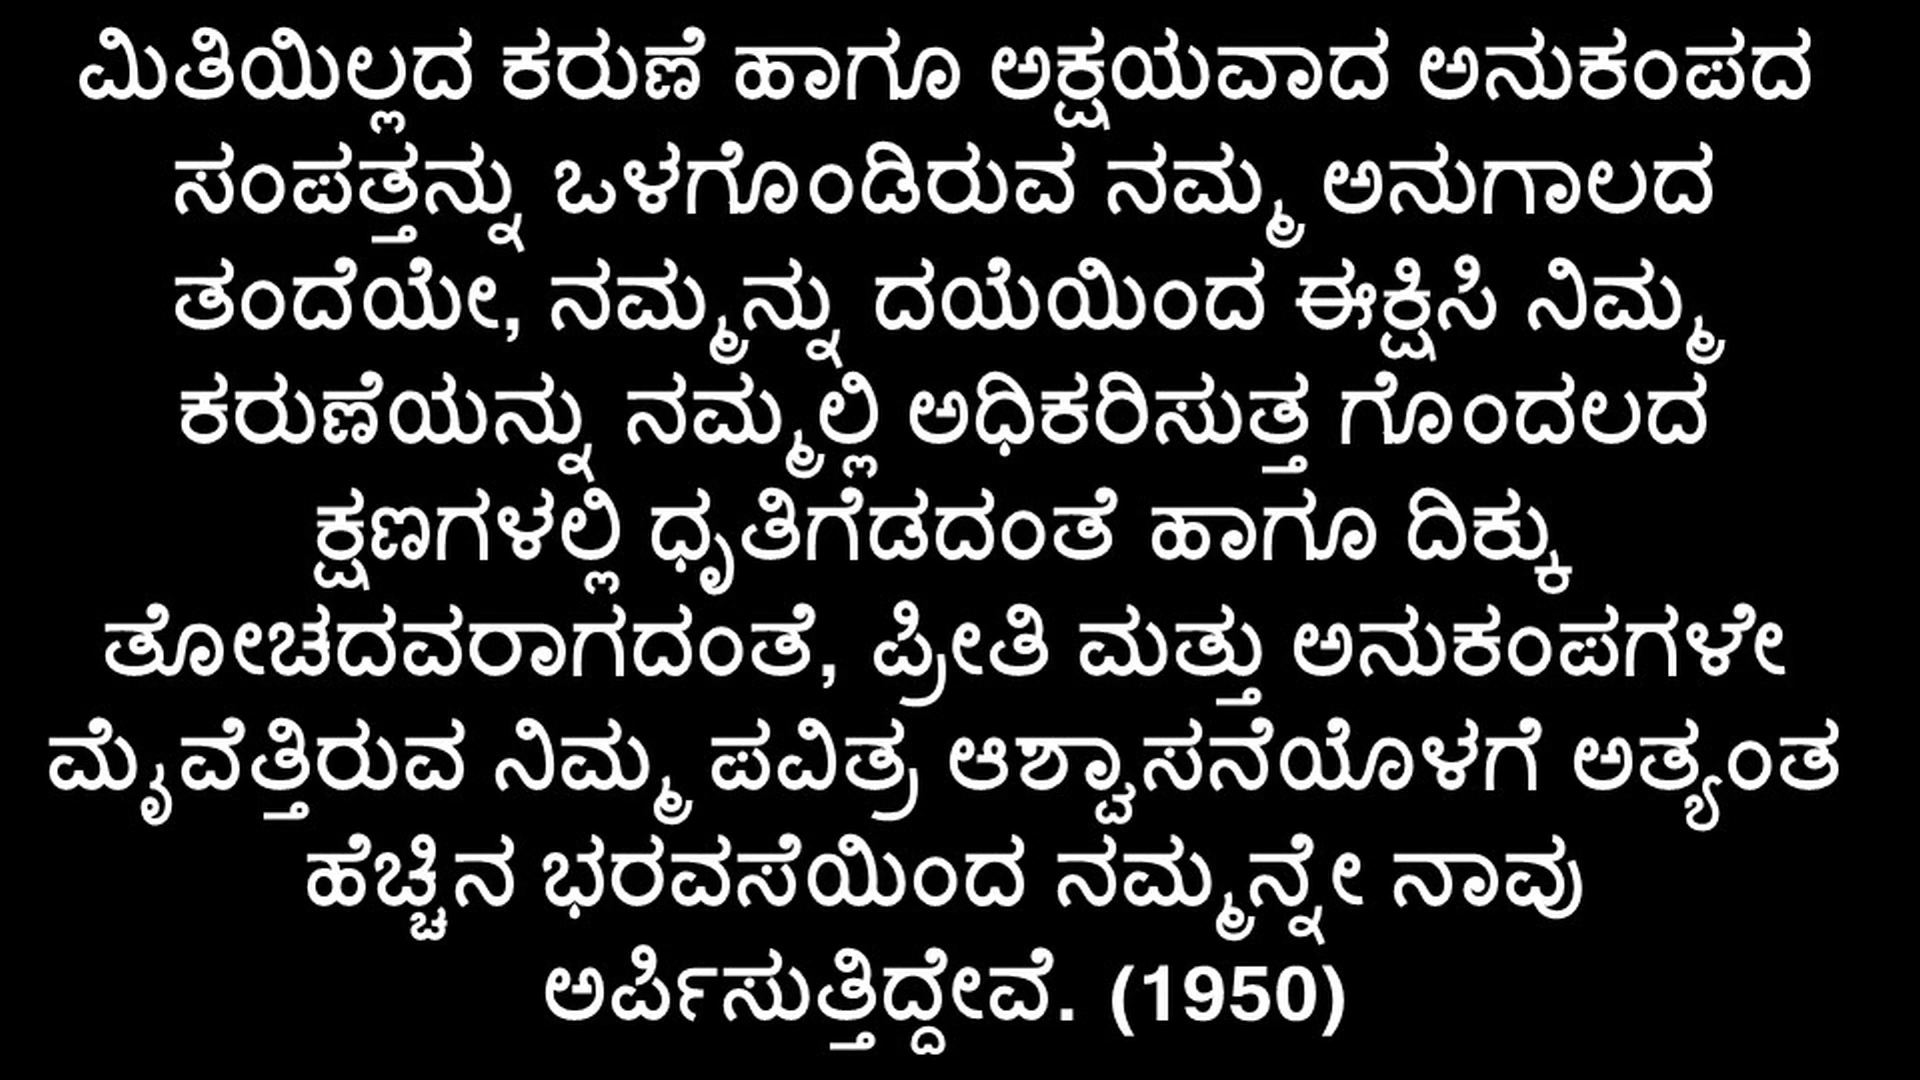 ಮಿತಿಯಿಲ್ಲದ ಕರುಣೆ ಹಾಗೂ ಅಕ್ಷಯವಾದ ಅನುಕಂಪದ
ಸಂಪತ್ತನ್ನು ಒಳಗೊಂಡಿರುವ ನಮ್ಮ ಅನುಗಾಲದ
ತಂದೆಯೇ, ನಮ್ಮನ್ನು ದಯೆಯಿಂದ ಈಕ್ಷಿಸಿ ನಿಮ್ಮ
ಕರುಣೆಯನ್ನು ನಮ್ಮಲ್ಲಿ ಅಧಿಕರಿಸುತ್ತ ಗೊಂದಲದ
ಕ್ಷಣಗಳಲ್ಲಿ ಧೃತಿಗೆಡದಂತೆ ಹಾಗೂ ದಿಕ್ಕು
ತೋಚದವರಾಗದಂತೆ, ಪ್ರೀತಿ ಮತ್ತು ಅನುಕಂಪಗಳೇ
ಮೈವೆತ್ತಿರುವ ನಿಮ್ಮ ಪವಿತ್ರ ಆಶ್ವಾಸನೆಯೊಳಗೆ ಅತ್ಯಂತ
ಹೆಚ್ಚಿನ ಭರವಸೆಯಿಂದ ನಮ್ಮನ್ನೇ ನಾವು
ಅರ್ಪಿಸುತ್ತಿದ್ದೇವೆ. (1950)